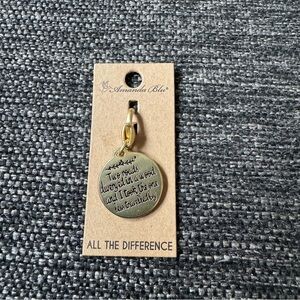 Amanda Blu
Two roads
diverged in a wood
and I took the one
less traveled by
ALL THE DIFFERENCE